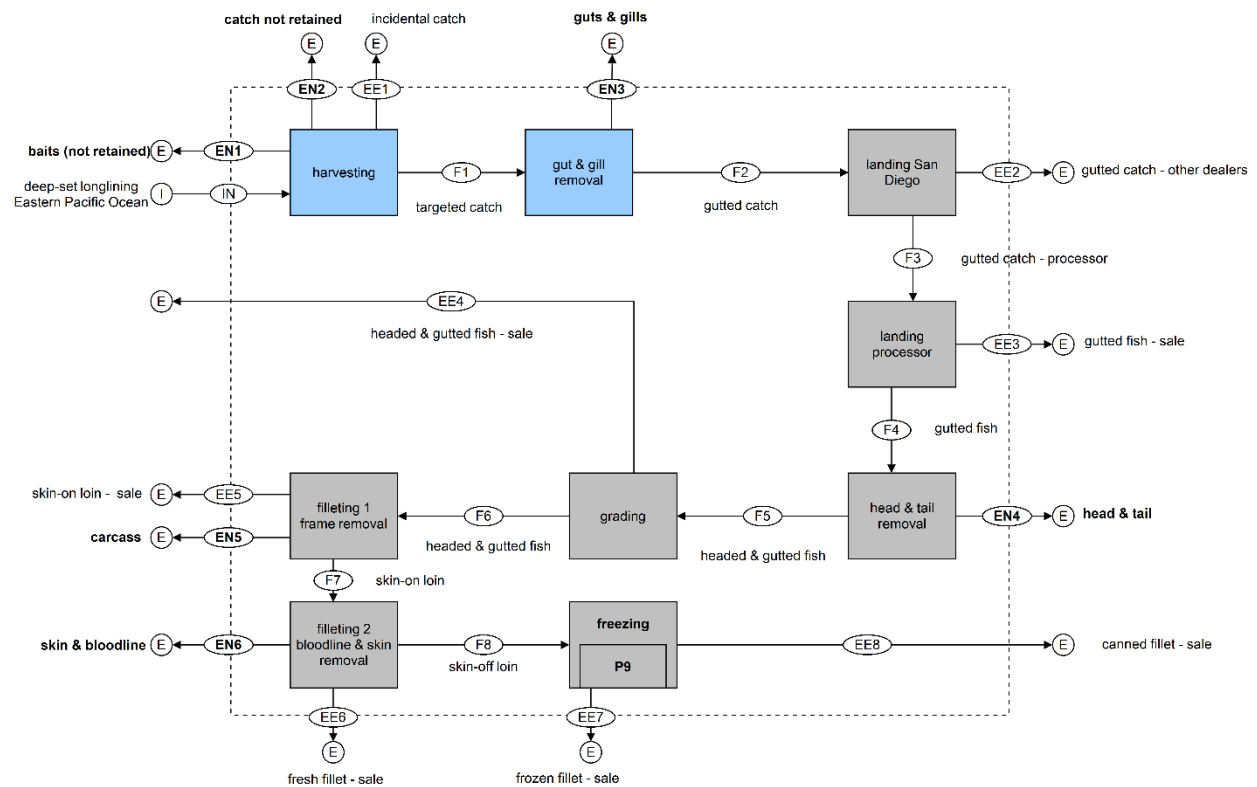 catch not retained
incidental catch
guts & gills
E
E
E
EN2
EE1
EN3
baits (not retained)
E
EN1
harvesting
F1
gut & gill
removal
F2
landing San
Diego
EE2
E
gutted catch - other dealers
deep-set longlining
Eastern Pacific Ocean
I
IN
targeted catch
gutted catch
F3
gutted catch - processor
E
EE4
headed & gutted fish - sale
landing
processor
EE3
E
gutted fish - sale
F4
gutted fish
skin-on loin - sale
E
EE5
filleting 1
frame removal
F6
grading
F5
head & tail
removal
EN4
E
head & tail
carcass
E
EN5
headed & gutted fish
headed & gutted fish
F7
skin-on loin
skin & bloodline
E
EN6
filleting 2
bloodline & skin
removal
F8
skin-off loin
freezing
P9
EE8
E
canned fillet - sale
EE6
EE7
E
E
fresh fillet - sale
frozen fillet - sale